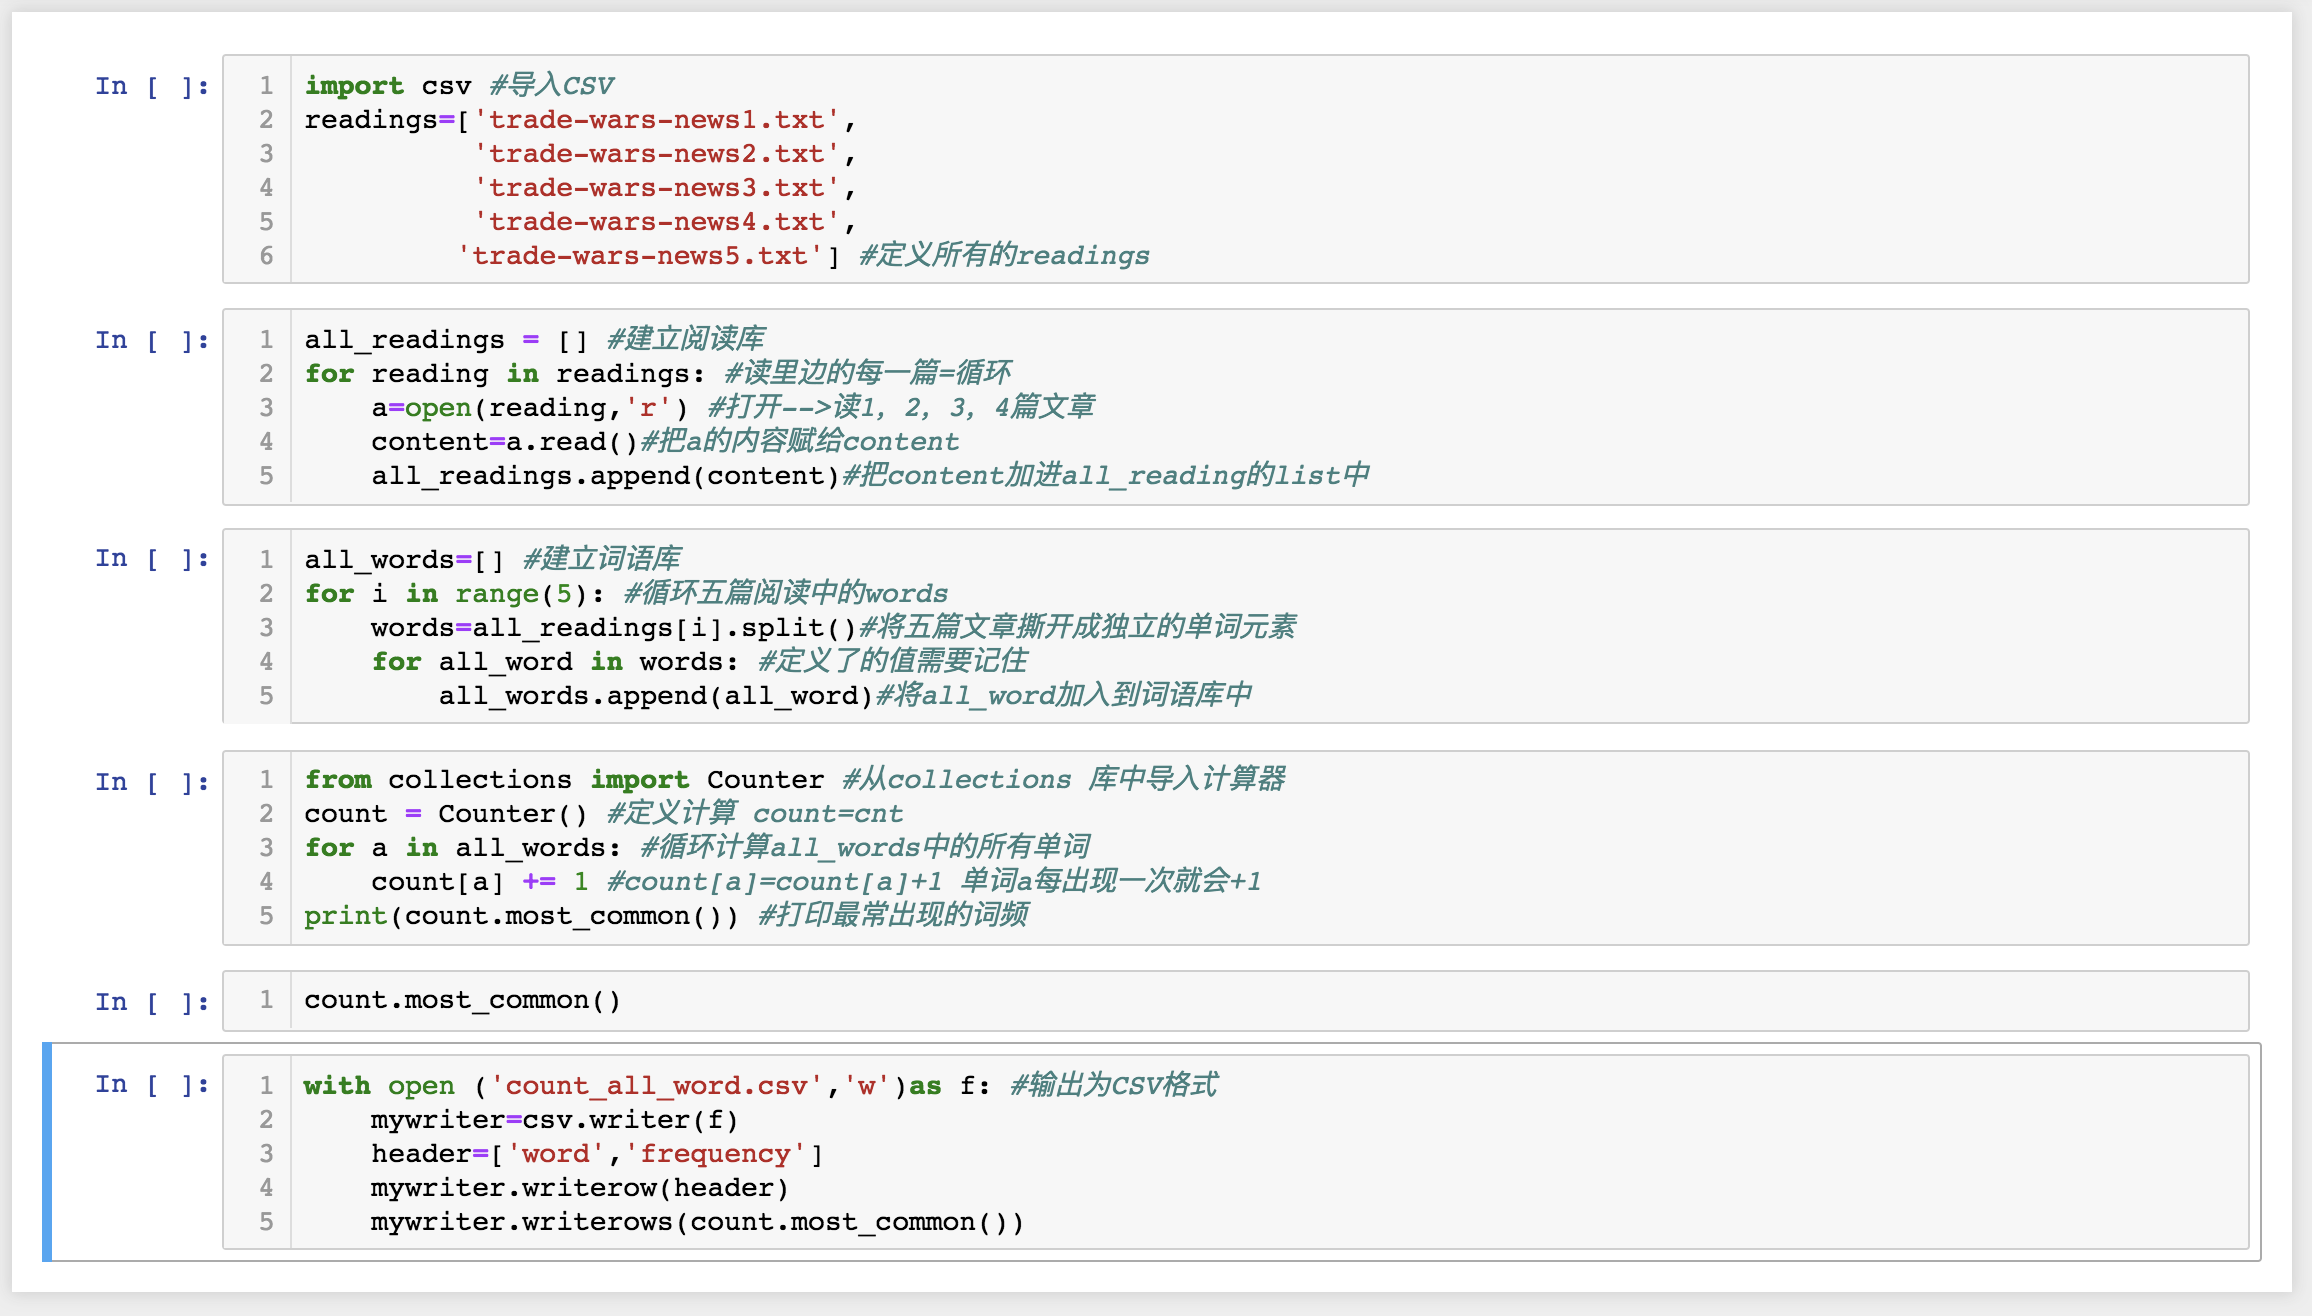 In [ ]:
1 import csv #导入CSV
2 readings=['trade-wars-news1.txt',
3           'trade-wars-news2.txt',
4           'trade-wars-news3.txt',
5           'trade-wars-news4.txt',
6          'trade-wars-news5.txt'] #定义所有的readings
In [ ]:
1 all_readings = [] #建立阅读库
2 for reading in readings: #读里边的每一篇=循环
3     a=open(reading,'r') #打开-->读1，2，3，4篇文章
4     content=a.read()#把a的内容赋给content
5     all_readings.append(content)#把content加进all_reading的list中
In [ ]:
1 all_words=[] #建立词语库
2 for i in range(5): #循环五篇阅读中的words
3     words=all_readings[i].split()#将五篇文章撕开成独立的单词元素
4     for all_word in words: #定义了的值需要记住
5         all_words.append(all_word)#将all_word加入到词语库中
In [ ]:
1 from collections import Counter #从collections 库中导入计算器
2 count = Counter() #定义计算 count=cnt
3 for a in all_words: #循环计算all_words中的所有单词
4     count[a] += 1 #count[a]=count[a]+1 单词a每出现一次就会+1
5 print(count.most_common()) #打印最常出现的词频
In [ ]:
1 count.most_common()
In [ ]:
1 with open ('count_all_word.csv','w')as f: #输出为CSV格式
2     mywriter=csv.writer(f)
3     header=['word','frequency']
4     mywriter.writerow(header)
5     mywriter.writerows(count.most_common())